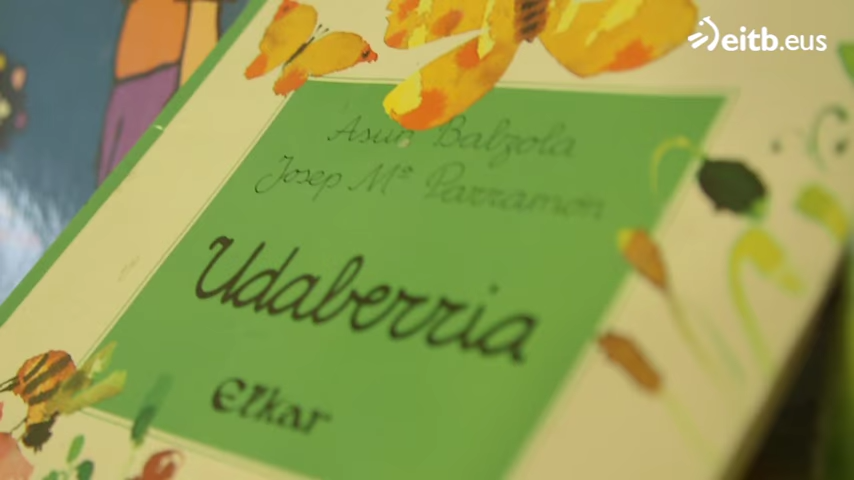 eitb.eus
Asun Balzola
Josep Mª Parramón
Udaberria
elkar